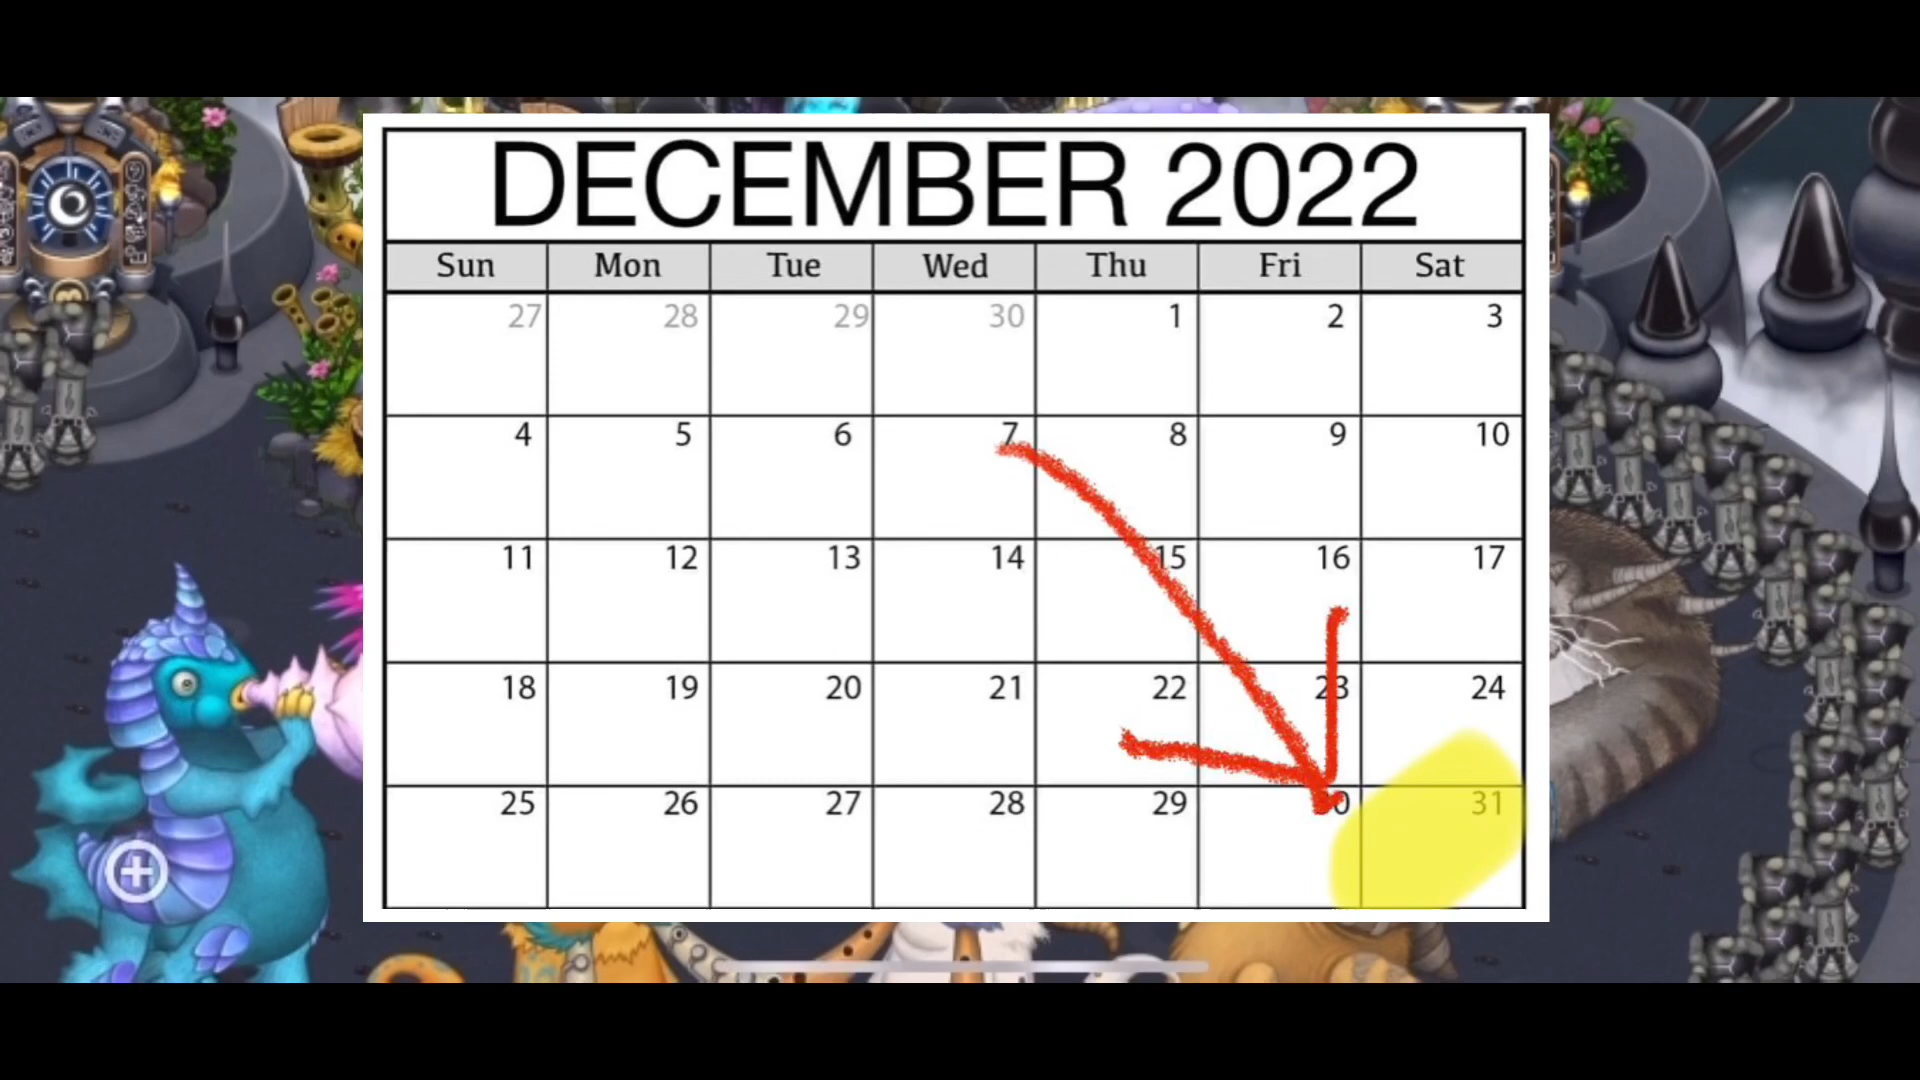 DECEMBER 2022
Sun Mon Tue Wed Thu Fri Sat
27 28 29 30 1 2 3
4 5 6 7 8 9 10
11 12 13 14 15 16 17
18 19 20 21 22 23 24
25 26 27 28 29 30 31